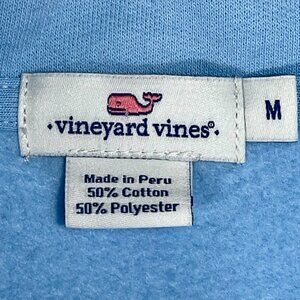 ·vineyard vines®·
M
Made in Peru
50% Cotton
50% Polyester